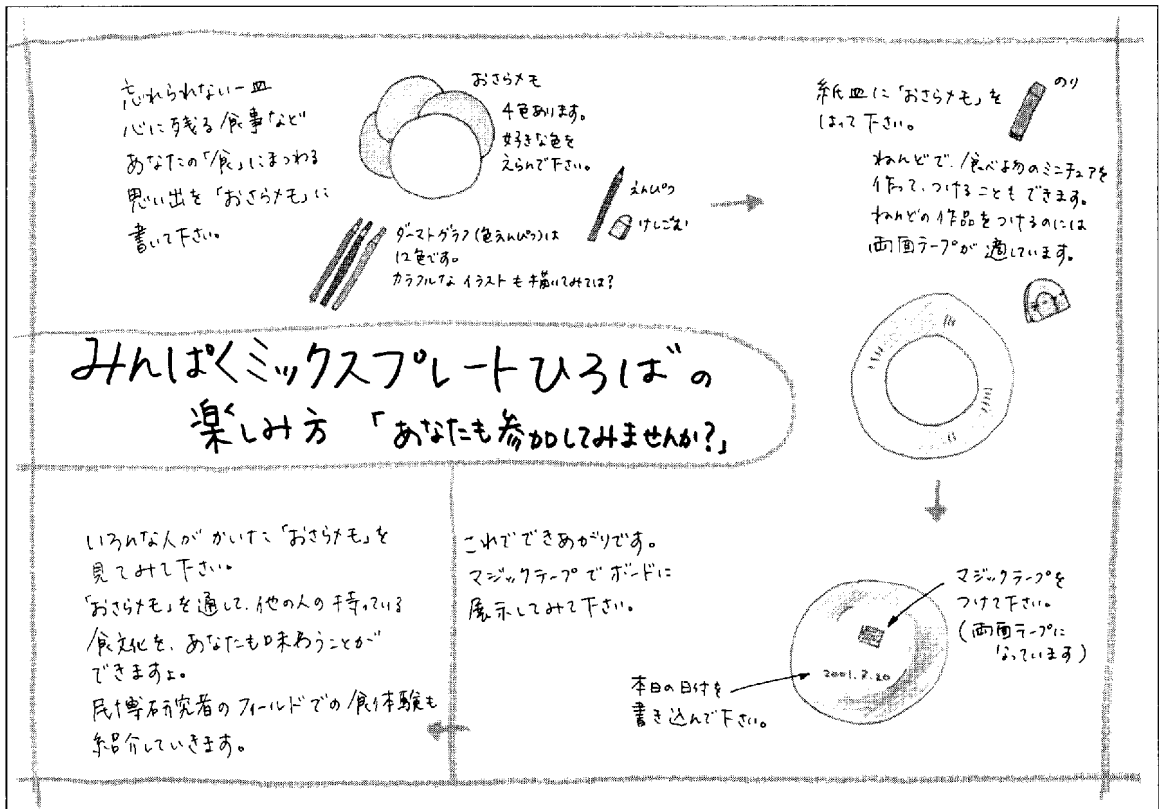 忘れられない一皿
心に残る食事など
あなたの「食」にまつわる
思い出を「おさらメモ」に
書いて下さい。
おさらメモ
4色あります。
好きな色を
えらんで下さい。
えんぴつ
けしごむ
ダーマトグラフ(色えんぴつ)は
12色です。
カラフルなイラストも描いてみては?
のり
紙皿に「おさらメモ」を
はって下さい。
ねんどで、食べ物のミニチュアを
作って、つけることもできます。
ねんどの作品をつけるのには
両面テープが適しています。
みんぱくミックスプレートひろばの
楽しみ方「あなたも参加してみませんか?」
マジックテープを
つけて下さい。
(両面テープに
なっています)
2001.8.20
本日の日付を
書き込んで下さい。
これでできあがりです。
マジックテープでボードに
展示してみて下さい。
いろんな人がかいた「おさらメモ」を
見てみて下さい。
「おさらメモ」を通して、他の人の持っている
食文化を、あなたも味わうことが
できますよ。
民博研究者のフィールドでの食体験も
紹介していきます。